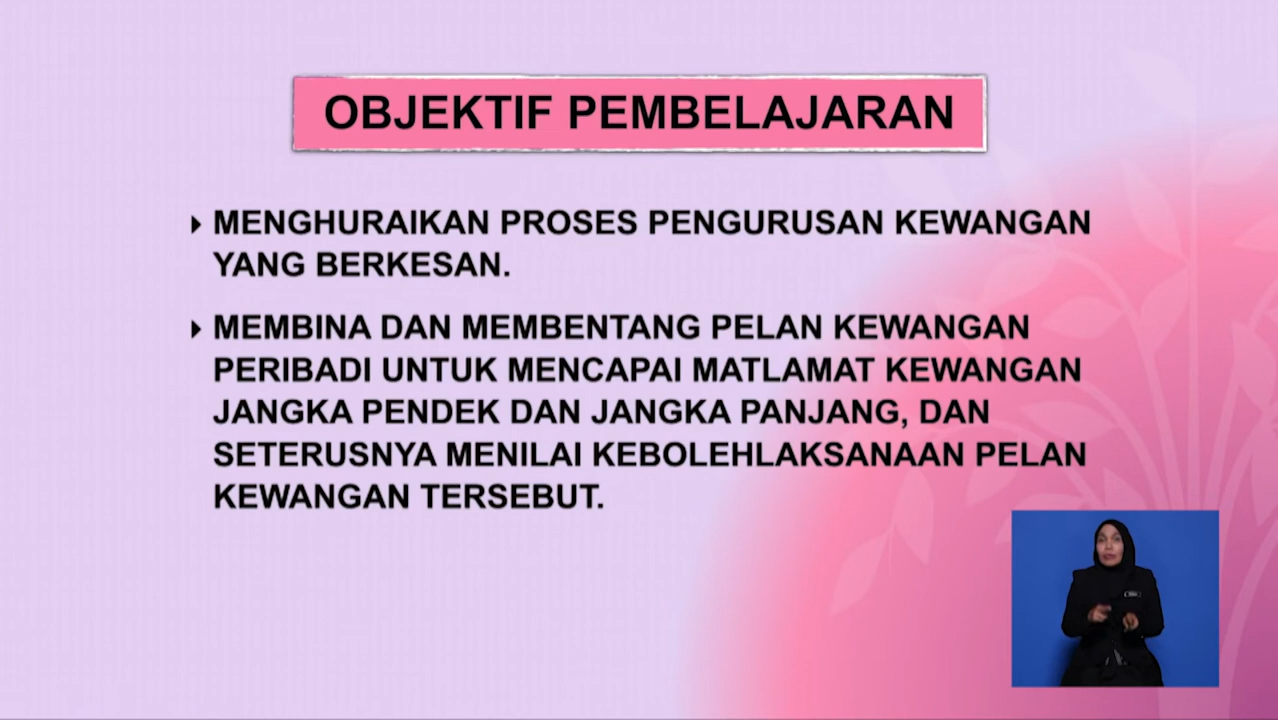 OBJEKTIF PEMBELAJARAN
MENGHURAIKAN PROSES PENGURUSAN KEWANGAN
YANG BERKESAN.
MEMBINA DAN MEMBENTANG PELAN KEWANGAN
PERIBADI UNTUK MENCAPAI MATLAMAT KEWANGAN
JANGKA PENDEK DAN JANGKA PANJANG, DAN
SETERUSNYA MENILAI KEBOLEHLAKSANAAN PELAN
KEWANGAN TERSEBUT.